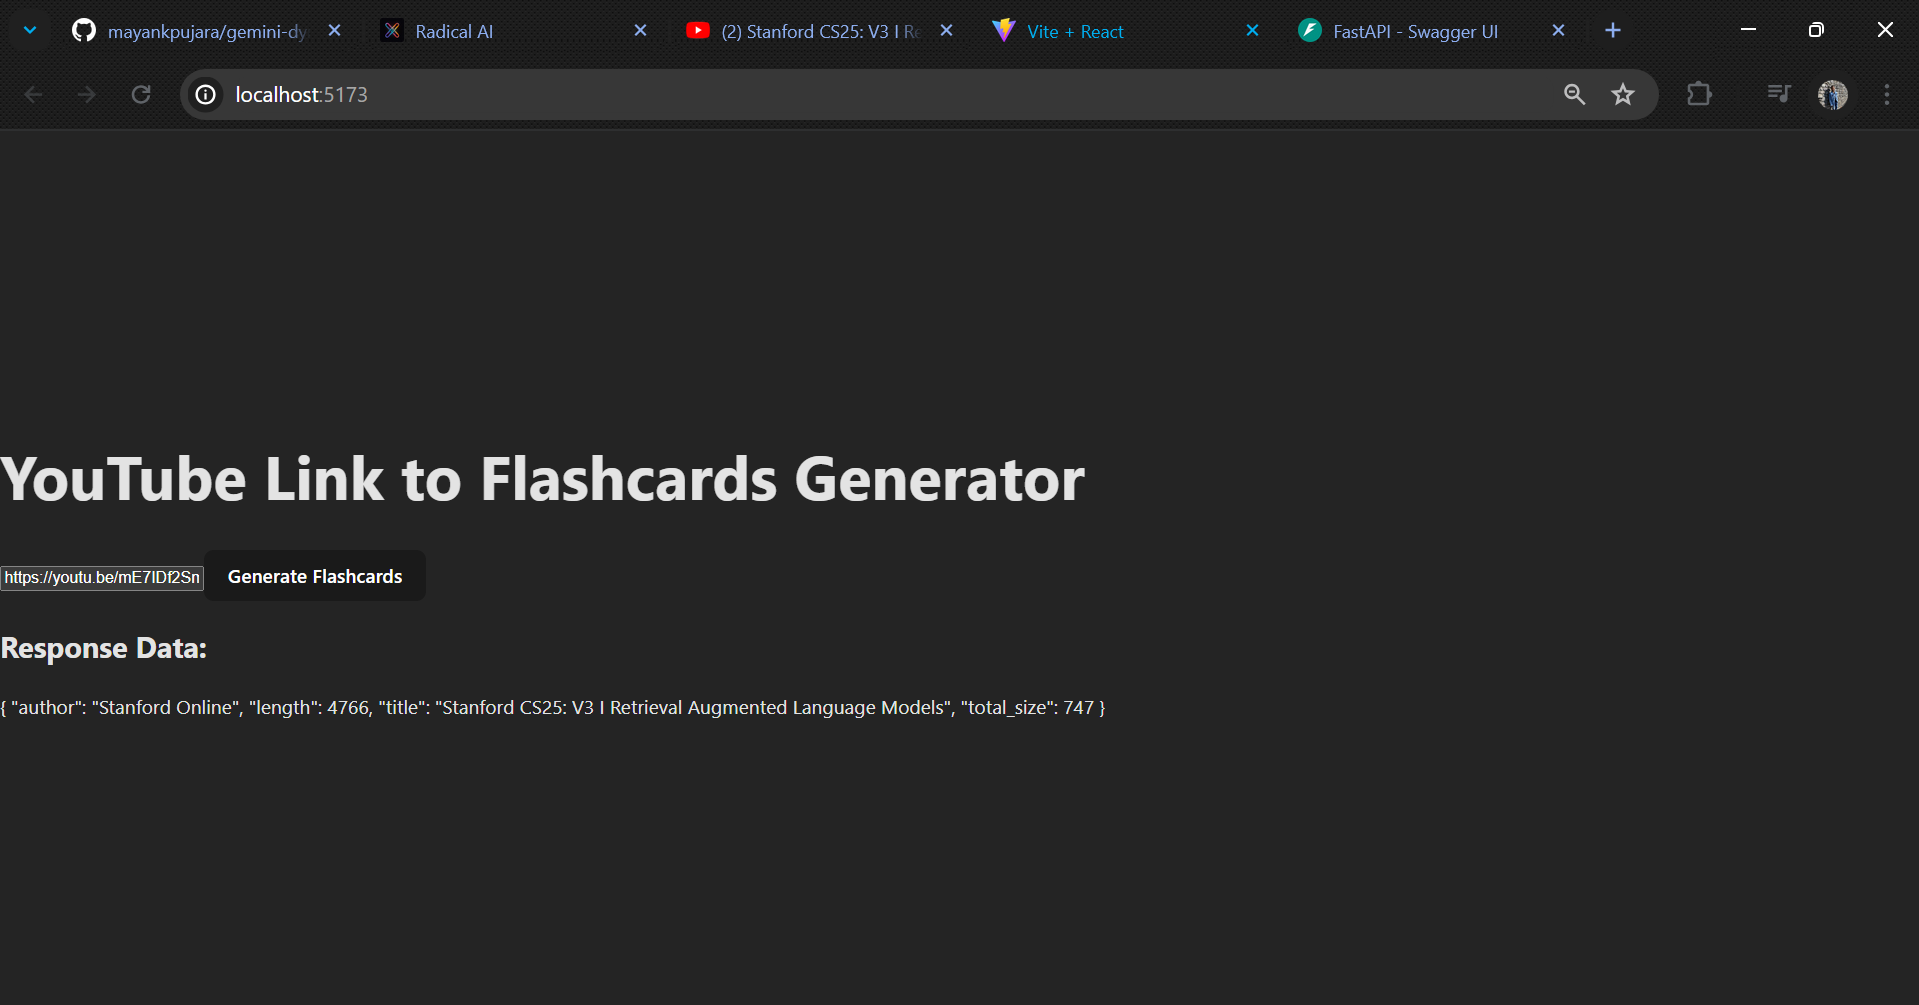 mayankpujara/gemini-dy
Radical AI
(2) Stanford CS25: V3 I Re
Vite + React
FastAPI - Swagger UI
localhost:5173
YouTube Link to Flashcards Generator
https://youtu.be/mE7IDf2Sn
Generate Flashcards
Response Data:
{ "author": "Stanford Online", "length": 4766, "title": "Stanford CS25: V3 I Retrieval Augmented Language Models", "total_size": 747 }